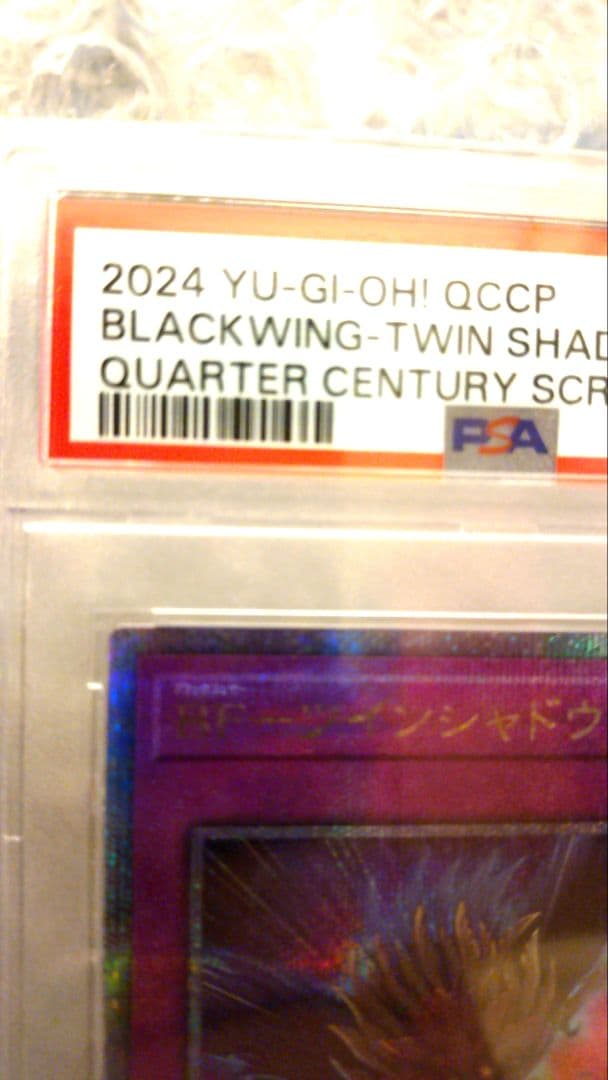 2024 YU-GI-OH! QCCP
BLACKWING-TWIN SHAD
QUARTER CENTURY SCR
PSA
BF－ツインシャドウ